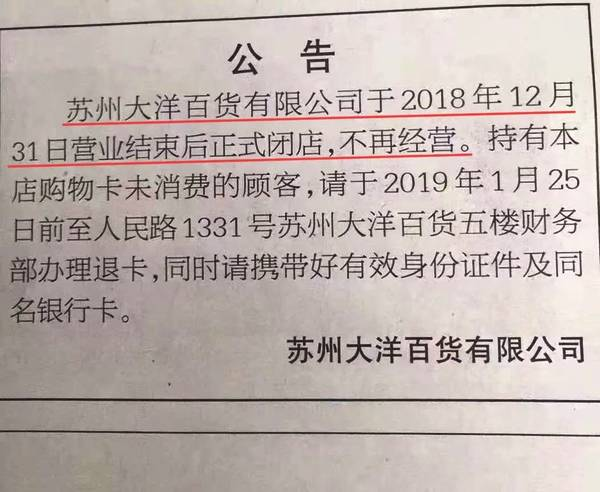 公 告
苏州大洋百货有限公司于2018年12月
31日营业结束后正式闭店,不再经营。持有本
店购物卡未消费的顾客,请于2019年1月25
日前至人民路1331号苏州大洋百货五楼财务
部办理退卡,同时请携带好有效身份证件及同
名银行卡。
苏州大洋百货有限公司